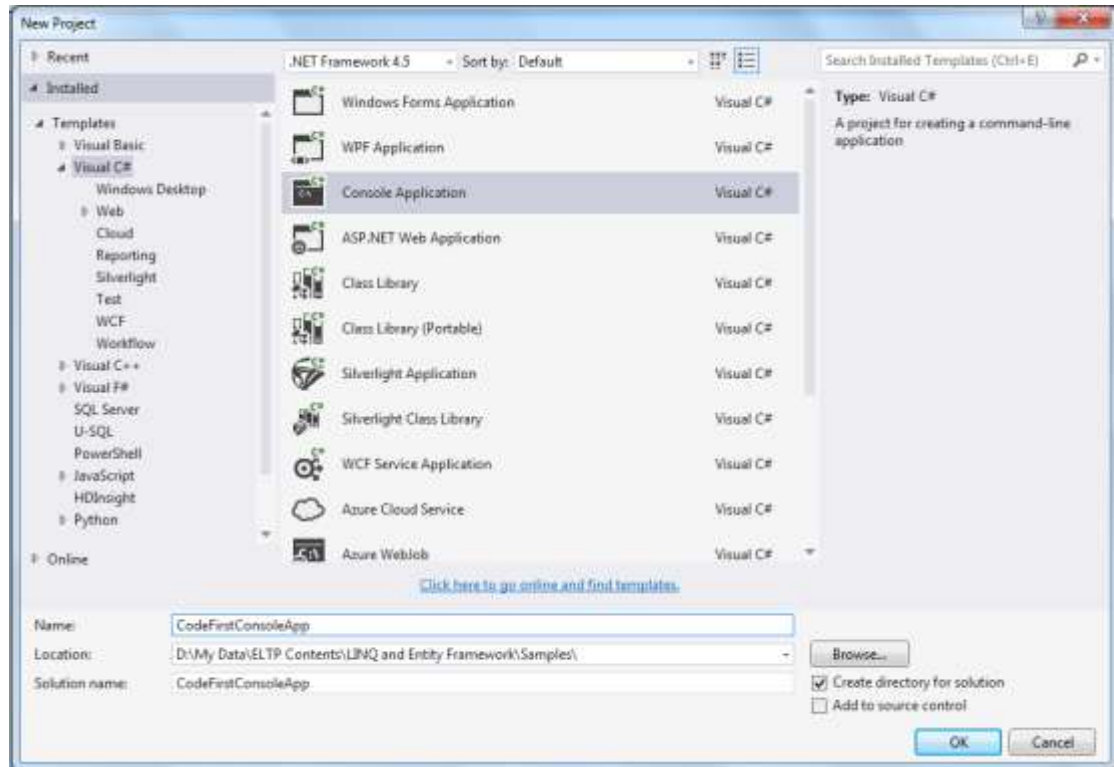 New Project
Recent
Installed
Templates
Visual Basic
Visual C#
Windows Desktop
Web
Cloud
Reporting
Silverlight
Test
WCF
Workflow
Visual C++
Visual F#
SQL Server
U-SQL
PowerShell
JavaScript
HDInsight
Python
Online
.NET Framework 4.5 Sort by: Default
Windows Forms Application Visual C#
WPF Application Visual C#
Console Application Visual C#
ASP.NET Web Application Visual C#
Class Library Visual C#
Class Library (Portable) Visual C#
Silverlight Application Visual C#
Silverlight Class Library Visual C#
WCF Service Application Visual C#
Azure Cloud Service Visual C#
Azure WebJob Visual C#
Click here to go online and find templates.
Search Installed Templates (Ctrl+E)
Type: Visual C#
A project for creating a command-line
application
Name: CodeFirstConsoleApp
Location: D:\My Data\ELTP Contents\LINQ and Entity Framework\Samples\
Browse...
Solution name: CodeFirstConsoleApp
Create directory for solution
Add to source control
OK Cancel